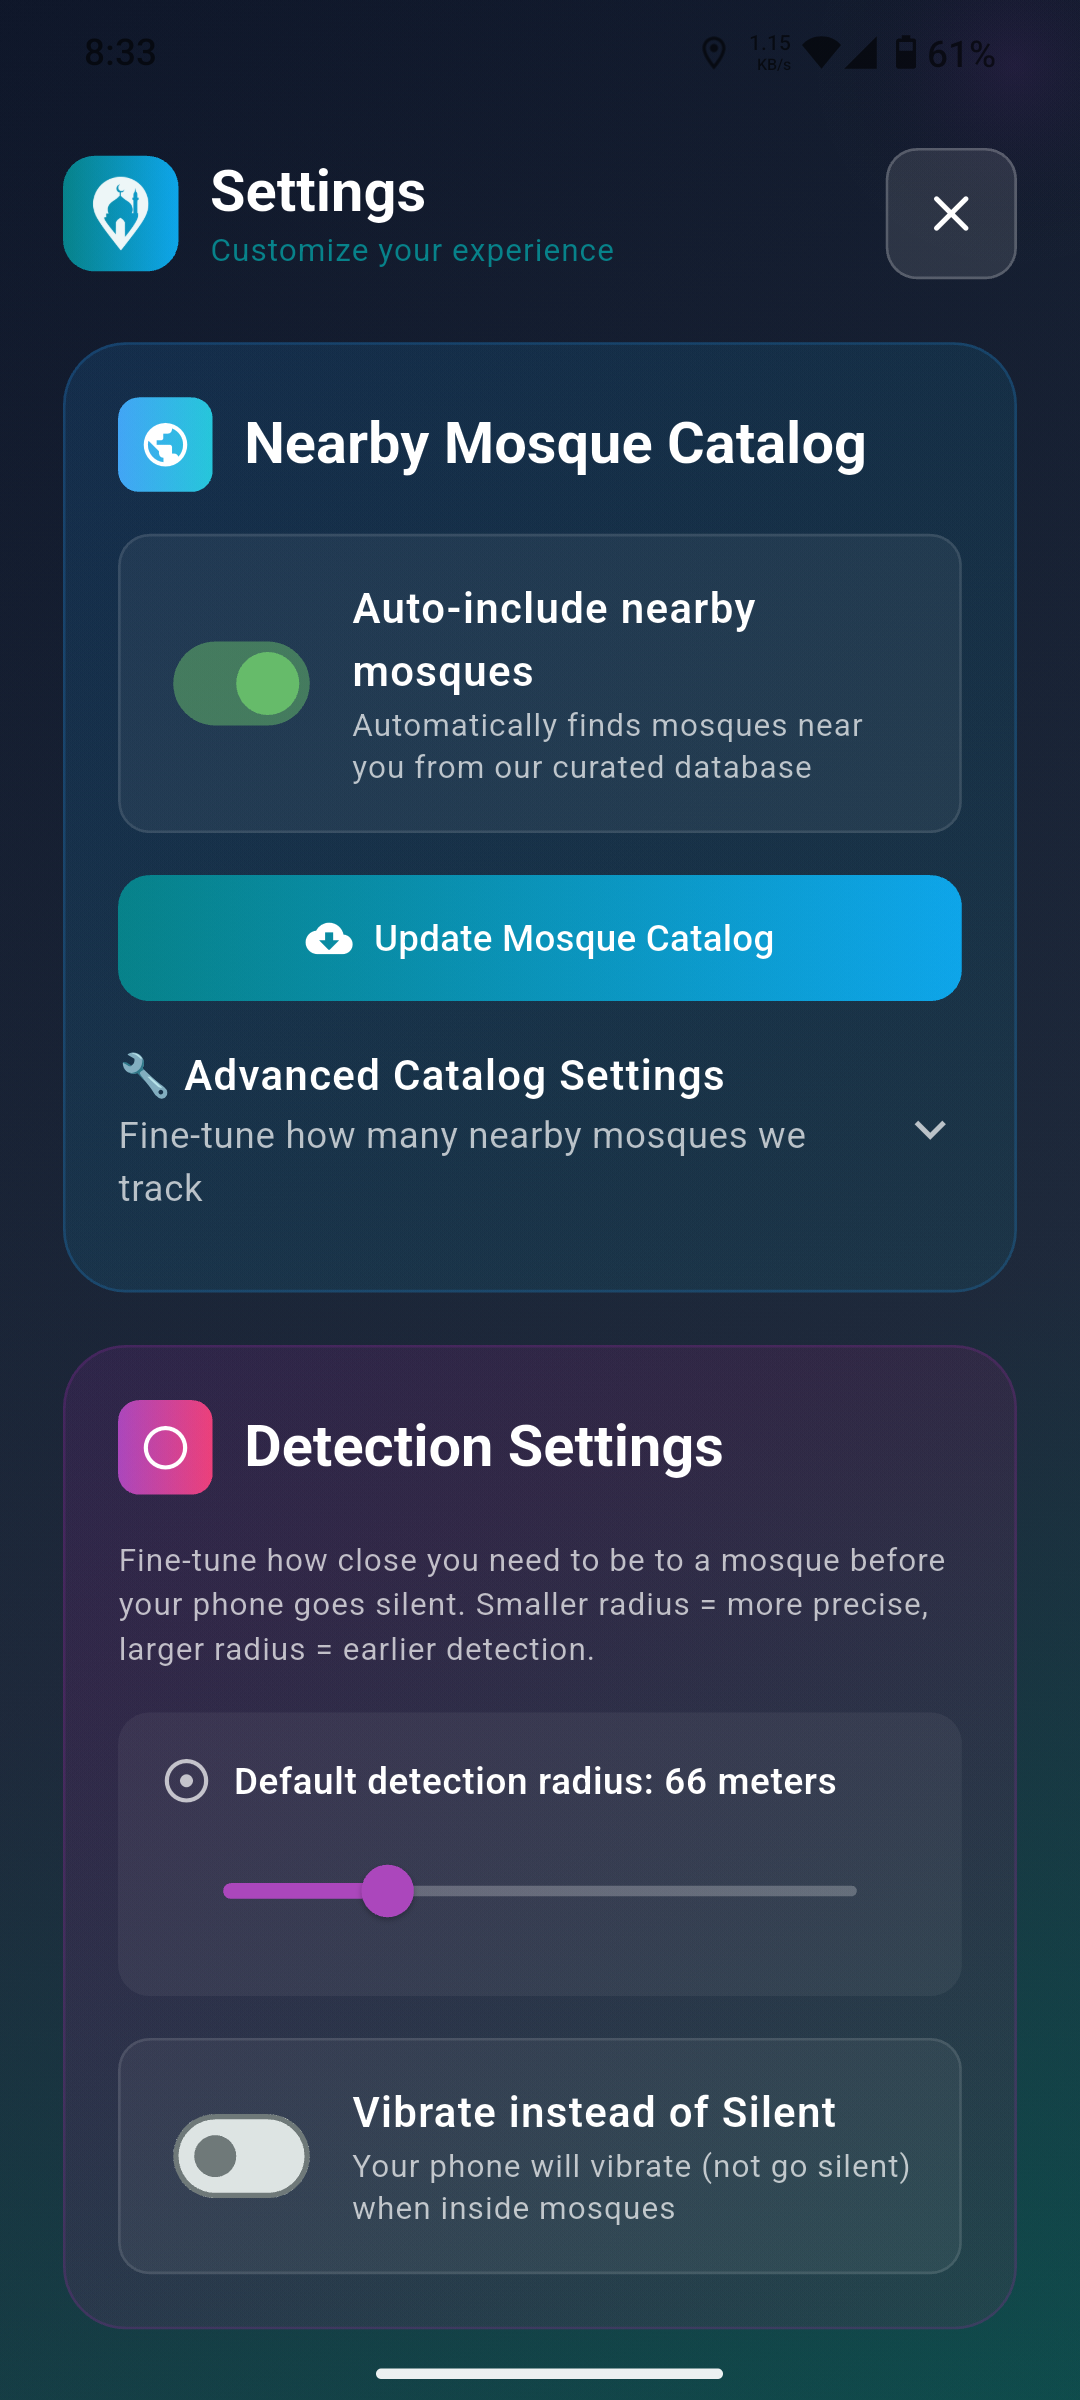 8:33
1.15
KB/s
61%
Settings
Customize your experience
Nearby Mosque Catalog
Auto-include nearby
mosques
Automatically finds mosques near
you from our curated database
Update Mosque Catalog
🔧 Advanced Catalog Settings
Fine-tune how many nearby mosques we
track
Detection Settings
Fine-tune how close you need to be to a mosque before
your phone goes silent. Smaller radius = more precise,
larger radius = earlier detection.
Default detection radius: 66 meters
Vibrate instead of Silent
Your phone will vibrate (not go silent)
when inside mosques